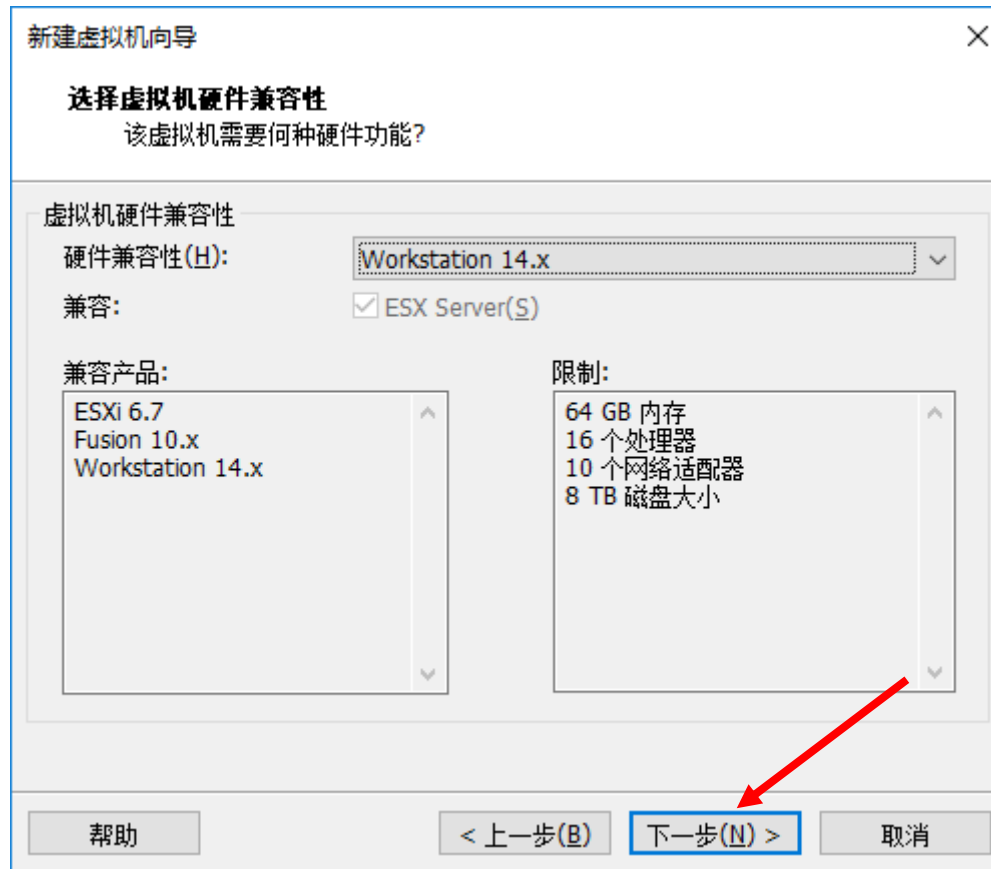 新建虚拟机向导
选择虚拟机硬件兼容性
该虚拟机需要何种硬件功能?
虚拟机硬件兼容性
硬件兼容性(H): Workstation 14.x
兼容: ESX Server(S)
兼容产品:
ESXi 6.7
Fusion 10.x
Workstation 14.x
限制:
64 GB 内存
16 个处理器
10 个网络适配器
8 TB 磁盘大小
帮助 < 上一步(B) 下一步(N) > 取消